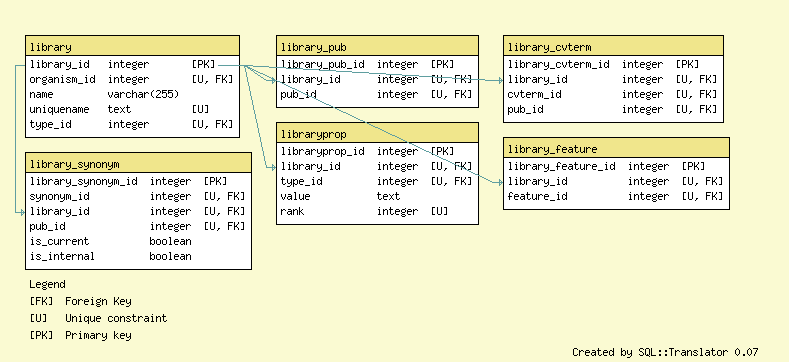 library
library_id integer [PK]
organism_id integer [U, FK]
name varchar(255)
uniquename text [U]
type_id integer [U, FK]
library_synonym
library_synonym_id integer [PK]
synonym_id integer [U, FK]
library_id integer [U, FK]
pub_id integer [U, FK]
is_current boolean
is_internal boolean
library_pub
library_pub_id integer [PK]
library_id integer [U, FK]
pub_id integer [U, FK]
libraryprop
libraryprop_id integer [PK]
library_id integer [U, FK]
type_id integer [U, FK]
value text
rank integer [U]
library_cvterm
library_cvterm_id integer [PK]
library_id integer [U, FK]
cvterm_id integer [U, FK]
pub_id integer [U, FK]
library_feature
library_feature_id integer [PK]
library_id integer [U, FK]
feature_id integer [U, FK]
Legend
[FK] Foreign Key
[U] Unique constraint
[PK] Primary key
Created by SQL::Translator 0.07